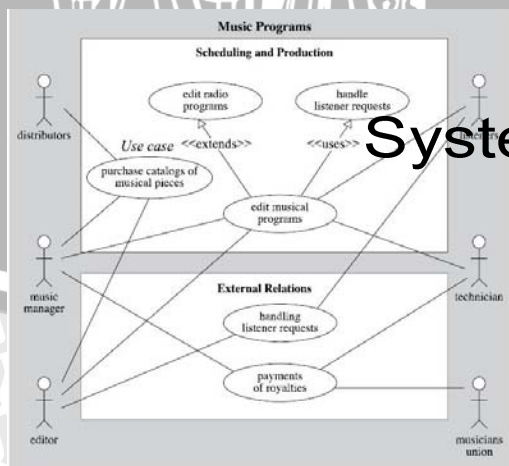 Music Programs
Scheduling and Production
edit radio
programs
handle
listener requests
distributors
listeners
<<extends>>
<<uses>>
Syste
Use case
purchase catalogs of
musical pieces
edit musical
programs
music
manager
External Relations
technician
handling
listener requests
payments
of royalties
editor
musicians
union